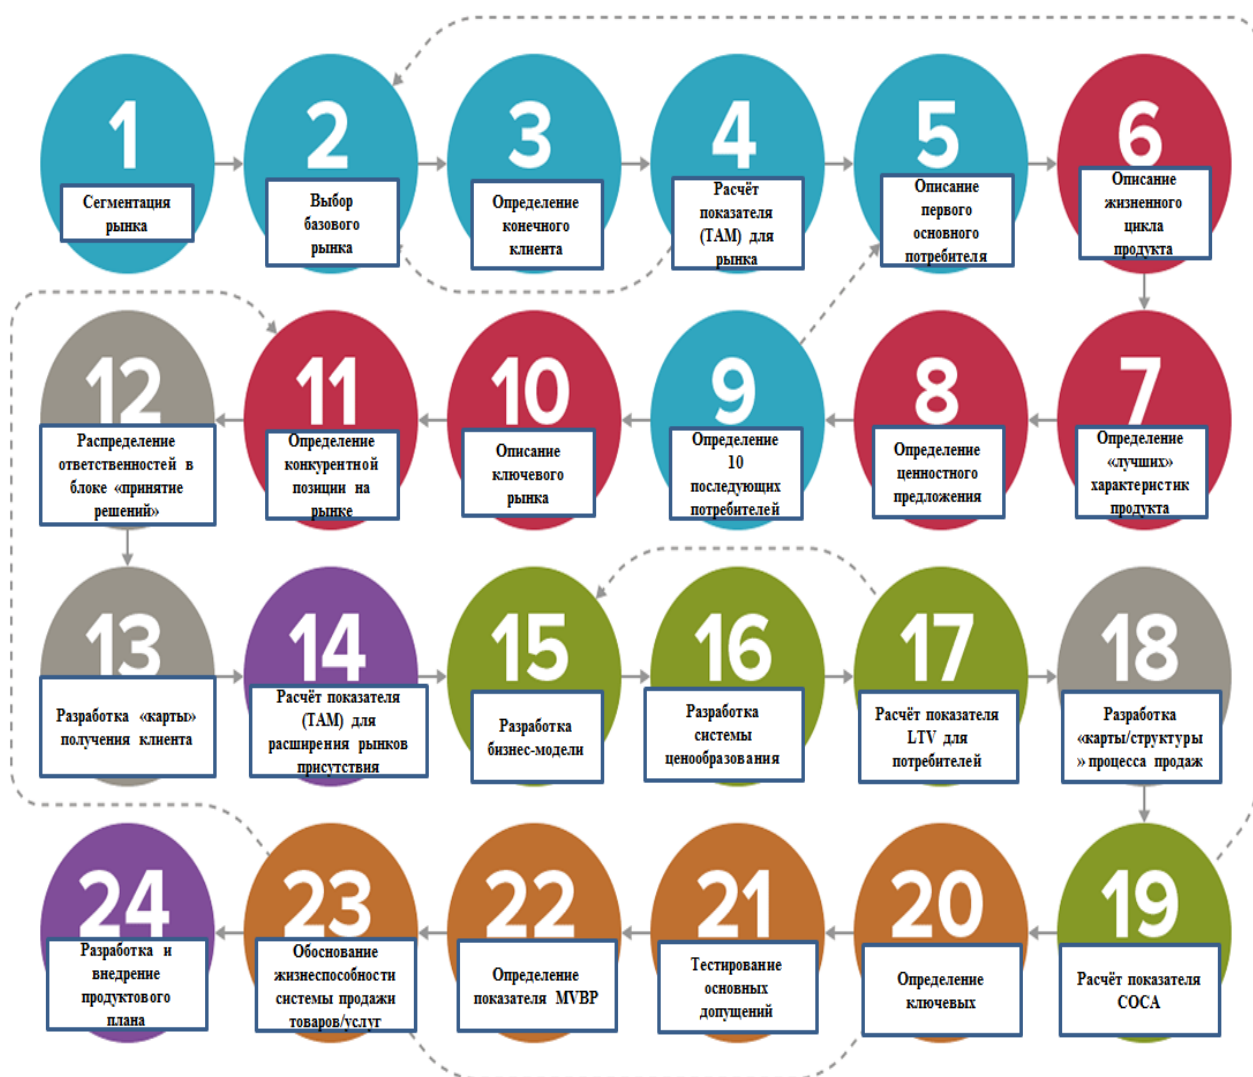 1
Сегментация
рынка
2
Выбор
базового
рынка
3
Определение
конечного
клиента
4
Расчёт
показателя
(TAM) для
рынка
5
Описание
первого
основного
потребителя
6
Описание
жизненного
цикла
продукта
12
Распределение
ответственностей в
блоке «принятие
решений»
11
Определение
конкурентной
позиции на
рынке
10
Описание
ключевого
рынка
9
Определение
10
последующих
потребителей
8
Определение
ценностного
предложения
7
Определение
«лучших»
характеристик
продукта
13
Разработка «карты»
получения клиента
14
Расчёт показателя
(TAM) для
расширения рынков
присутствия
15
Разработка
бизнес-модели
16
Разработка
системы
ценообразования
17
Расчёт показателя
LTV для
потребителей
18
Разработка
«карты/структуры
» процесса продаж
24
Разработка и
внедрение
продуктового
плана
23
Обоснование
жизнеспособности
системы продажи
товаров/услуг
22
Определение
показателя MVBP
21
Тестирование
основных
допущений
20
Определение
ключевых
19
Расчёт показателя
COCA